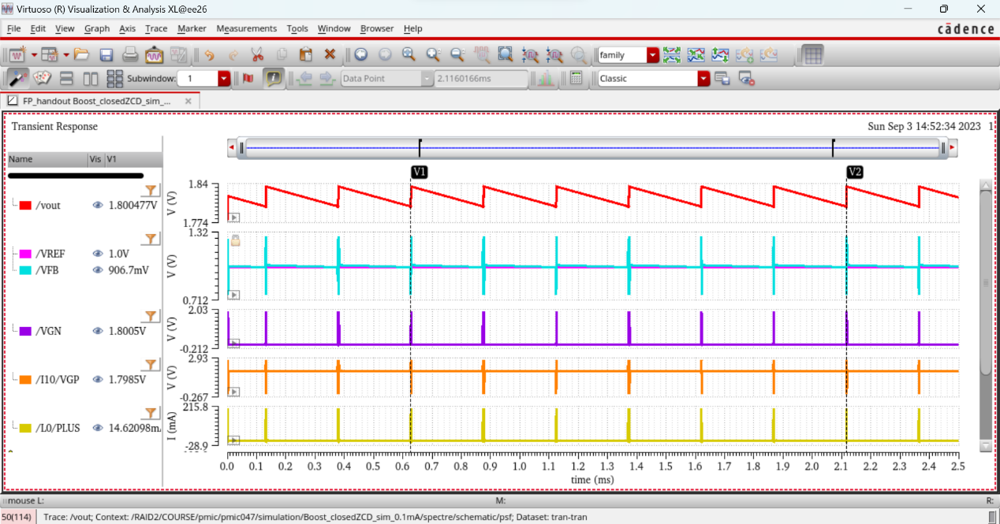 Virtuoso (R) Visualization & Analysis XL@ee26
File Edit View Graph Axis Trace Marker Measurements Tools Window Browser Help
cādence
family
Subwindow: 1
Data Point
2.1160166ms
Classic
FP_handout Boost_closedZCD_sim_...
Transient Response
Sun Sep 3 14:52:34 2023 1
Name Vis V1
V1 V2
/vout 1.800477V
V (V)
1.84
1.774
/VREF 1.0V
/VFB 906.7mV
V (V)
1.32
0.712
/VGN 1.8005V
V (V)
2.03
-0.212
/I10/VGP 1.7985V
V (V)
2.93
-0.267
/L0/PLUS 14.62098m
I (mA)
215.8
-28.9
0.0 0.1 0.2 0.3 0.4 0.5 0.6 0.7 0.8 0.9 1.0 1.1 1.2 1.3 1.4 1.5 1.6 1.7 1.8 1.9 2.0 2.1 2.2 2.3 2.4 2.5
time (ms)
mouse L: M: R:
50(114) Trace: /vout; Context: /RAID2/COURSE/pmic/pmic047/simulation/Boost_closedZCD_sim_0.1mA/spectre/schematic/psf; Dataset: tran-tran